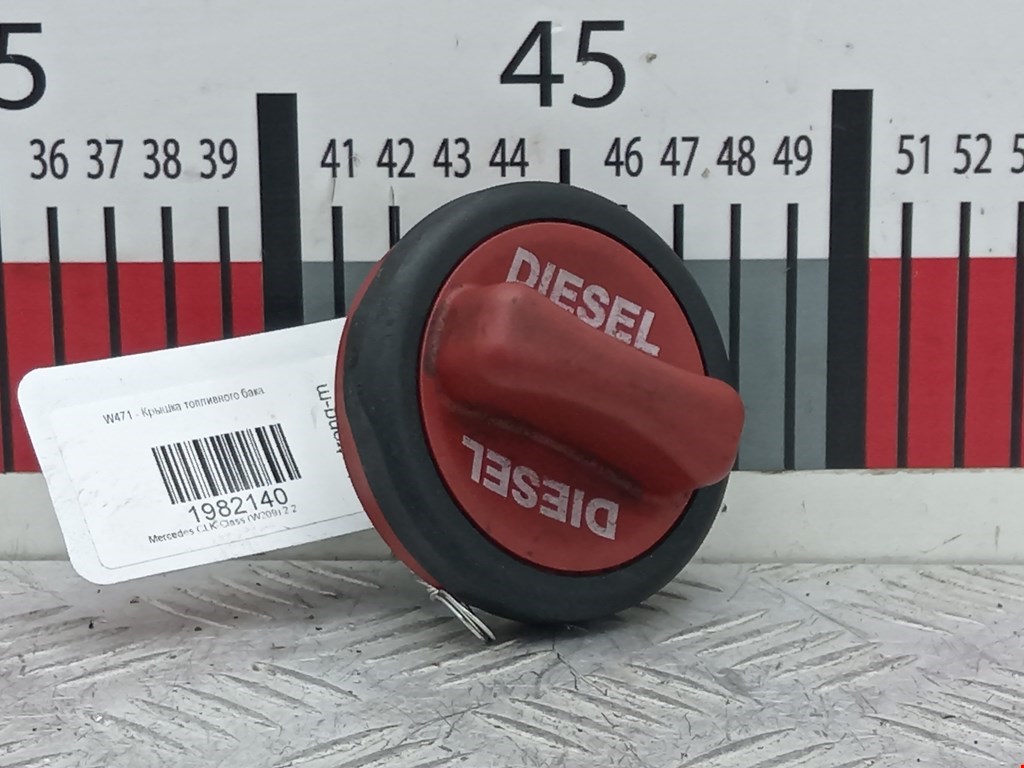 5 45
36 37 38 39 41 42 43 44 46 47 48 49 51 52 5
DIESEL
DIESEL
W471 - Крышка топливного бака
1982140
Mercedes CLK-Class (W209) 2.2